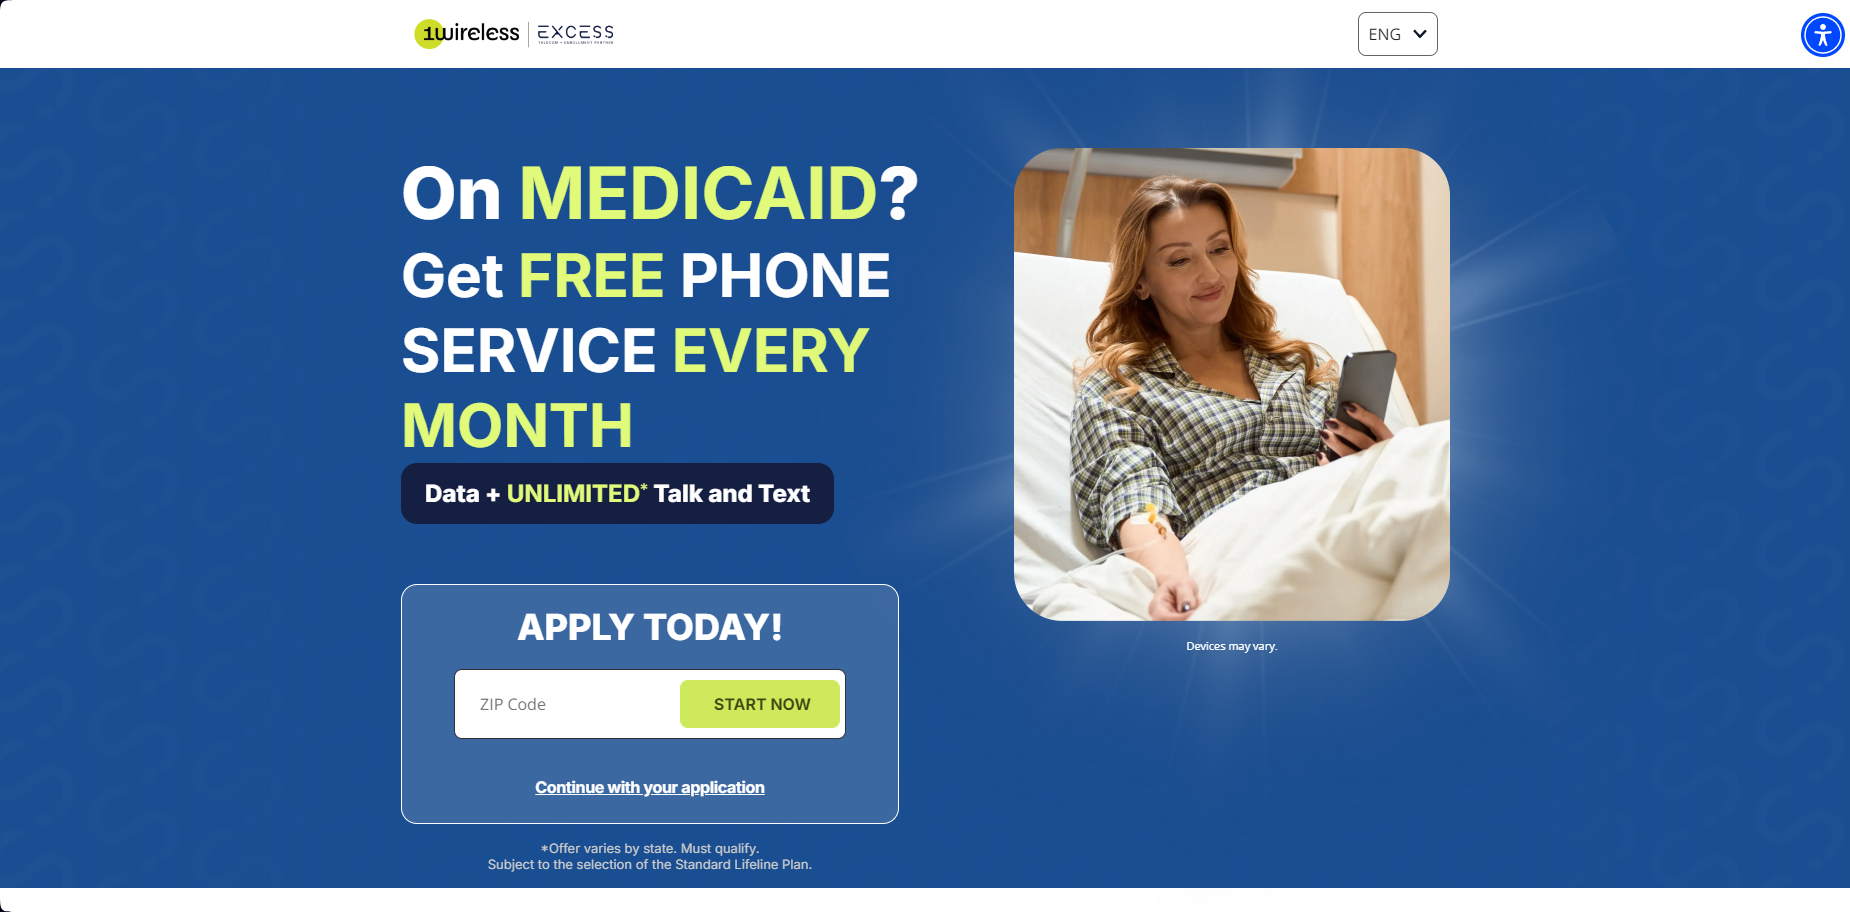 1wireless
EXCESS
TELECOM • ENROLLMENT PARTNER
ENG
On MEDICAID?
Get FREE PHONE
SERVICE EVERY
MONTH
Data + UNLIMITED* Talk and Text
APPLY TODAY!
ZIP Code
START NOW
Continue with your application
*Offer varies by state. Must qualify.
Subject to the selection of the Standard Lifeline Plan.
Devices may vary.